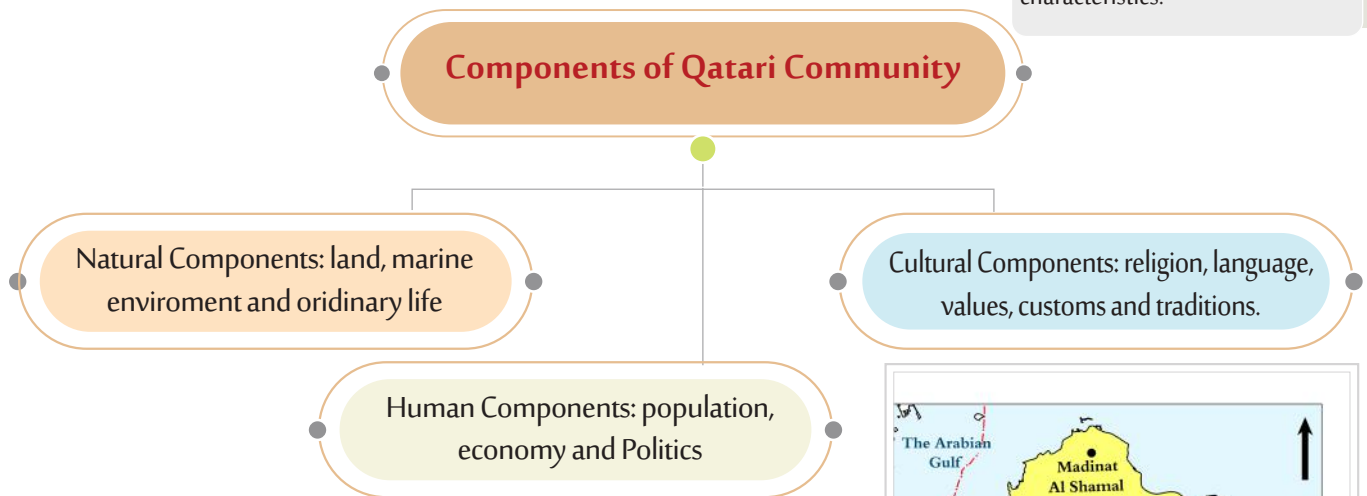 characteristics.
Components of Qatari Community
Natural Components: land, marine
enviroment and oridinary life
Cultural Components: religion, language,
values, customs and traditions.
Human Components: population,
economy and Politics
The Arabian
Gulf
Madinat
Al Shamal